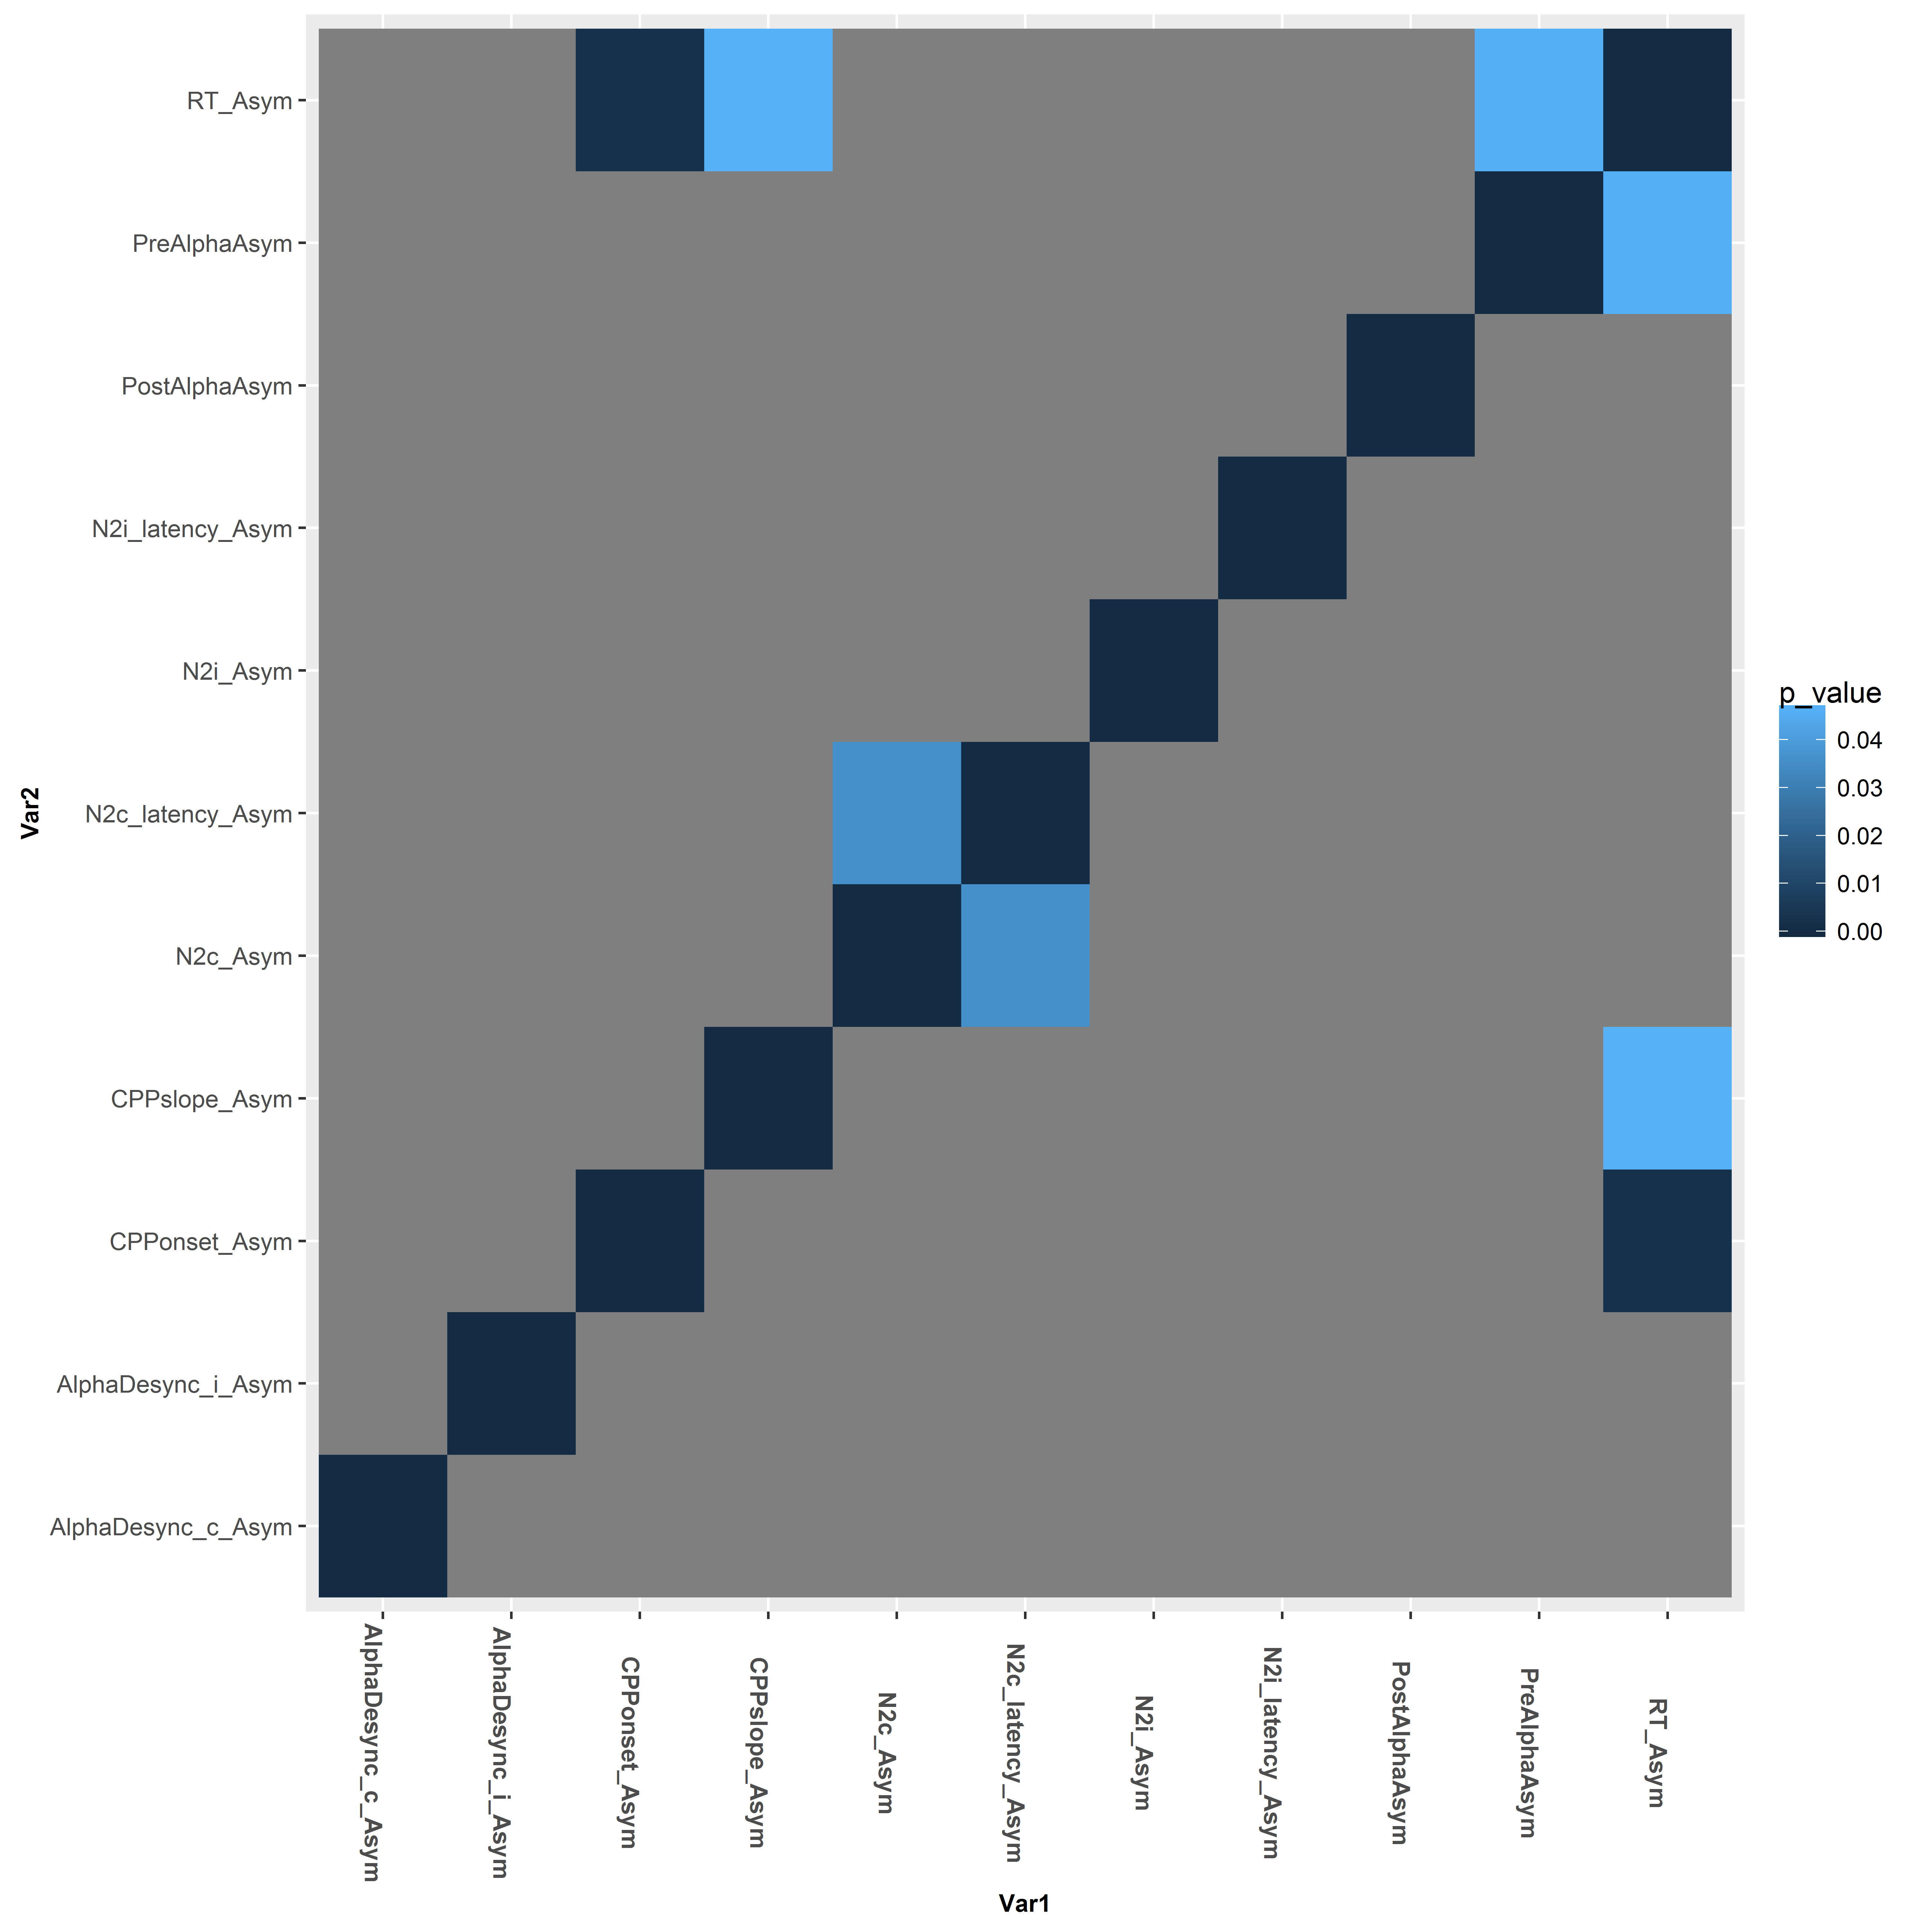 RT_Asym
PreAlphaAsym
PostAlphaAsym
N2i_latency_Asym
N2i_Asym
N2c_latency_Asym
N2c_Asym
CPPslope_Asym
CPPonset_Asym
AlphaDesync_i_Asym
AlphaDesync_c_Asym
Var2
AlphaDesync_c_Asym
AlphaDesync_i_Asym
CPPonset_Asym
CPPslope_Asym
N2c_Asym
N2c_latency_Asym
N2i_Asym
N2i_latency_Asym
PostAlphaAsym
PreAlphaAsym
RT_Asym
Var1
p_value
0.04
0.03
0.02
0.01
0.00